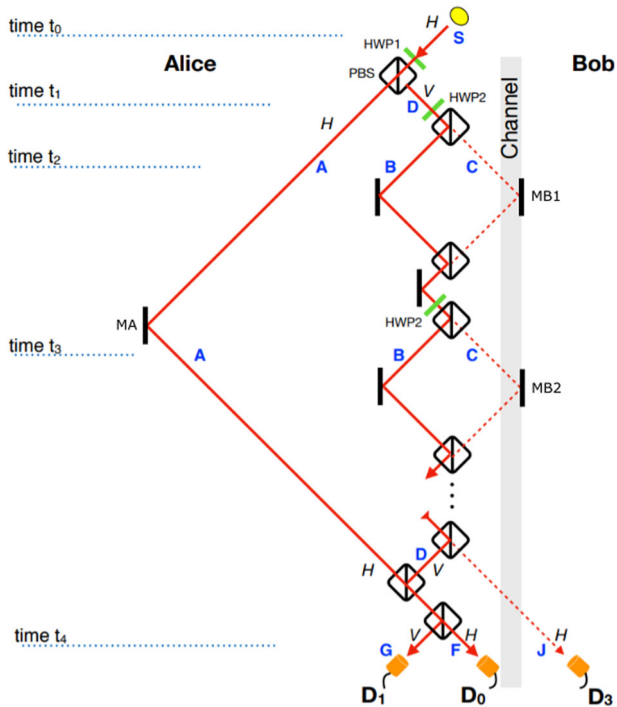 time t₀
H
S
HWP1
Alice
Bob
PBS
time t₁
V
D
HWP2
Channel
H
time t₂
A
B
C
MB1
HWP2
MA
time t₃
A
B
C
MB2
D
H
V
time t₄
V
H
H
G
F
J
D₁
D₀
D₃